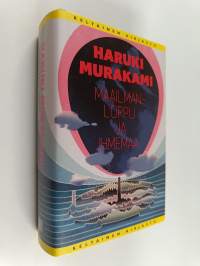 KELTAINEN KIRJASTO
HARUKI
MURAKAMI
MAAILMAN-
LOPPU
JA
IHMEMAA
KELTAINEN KIRJASTO